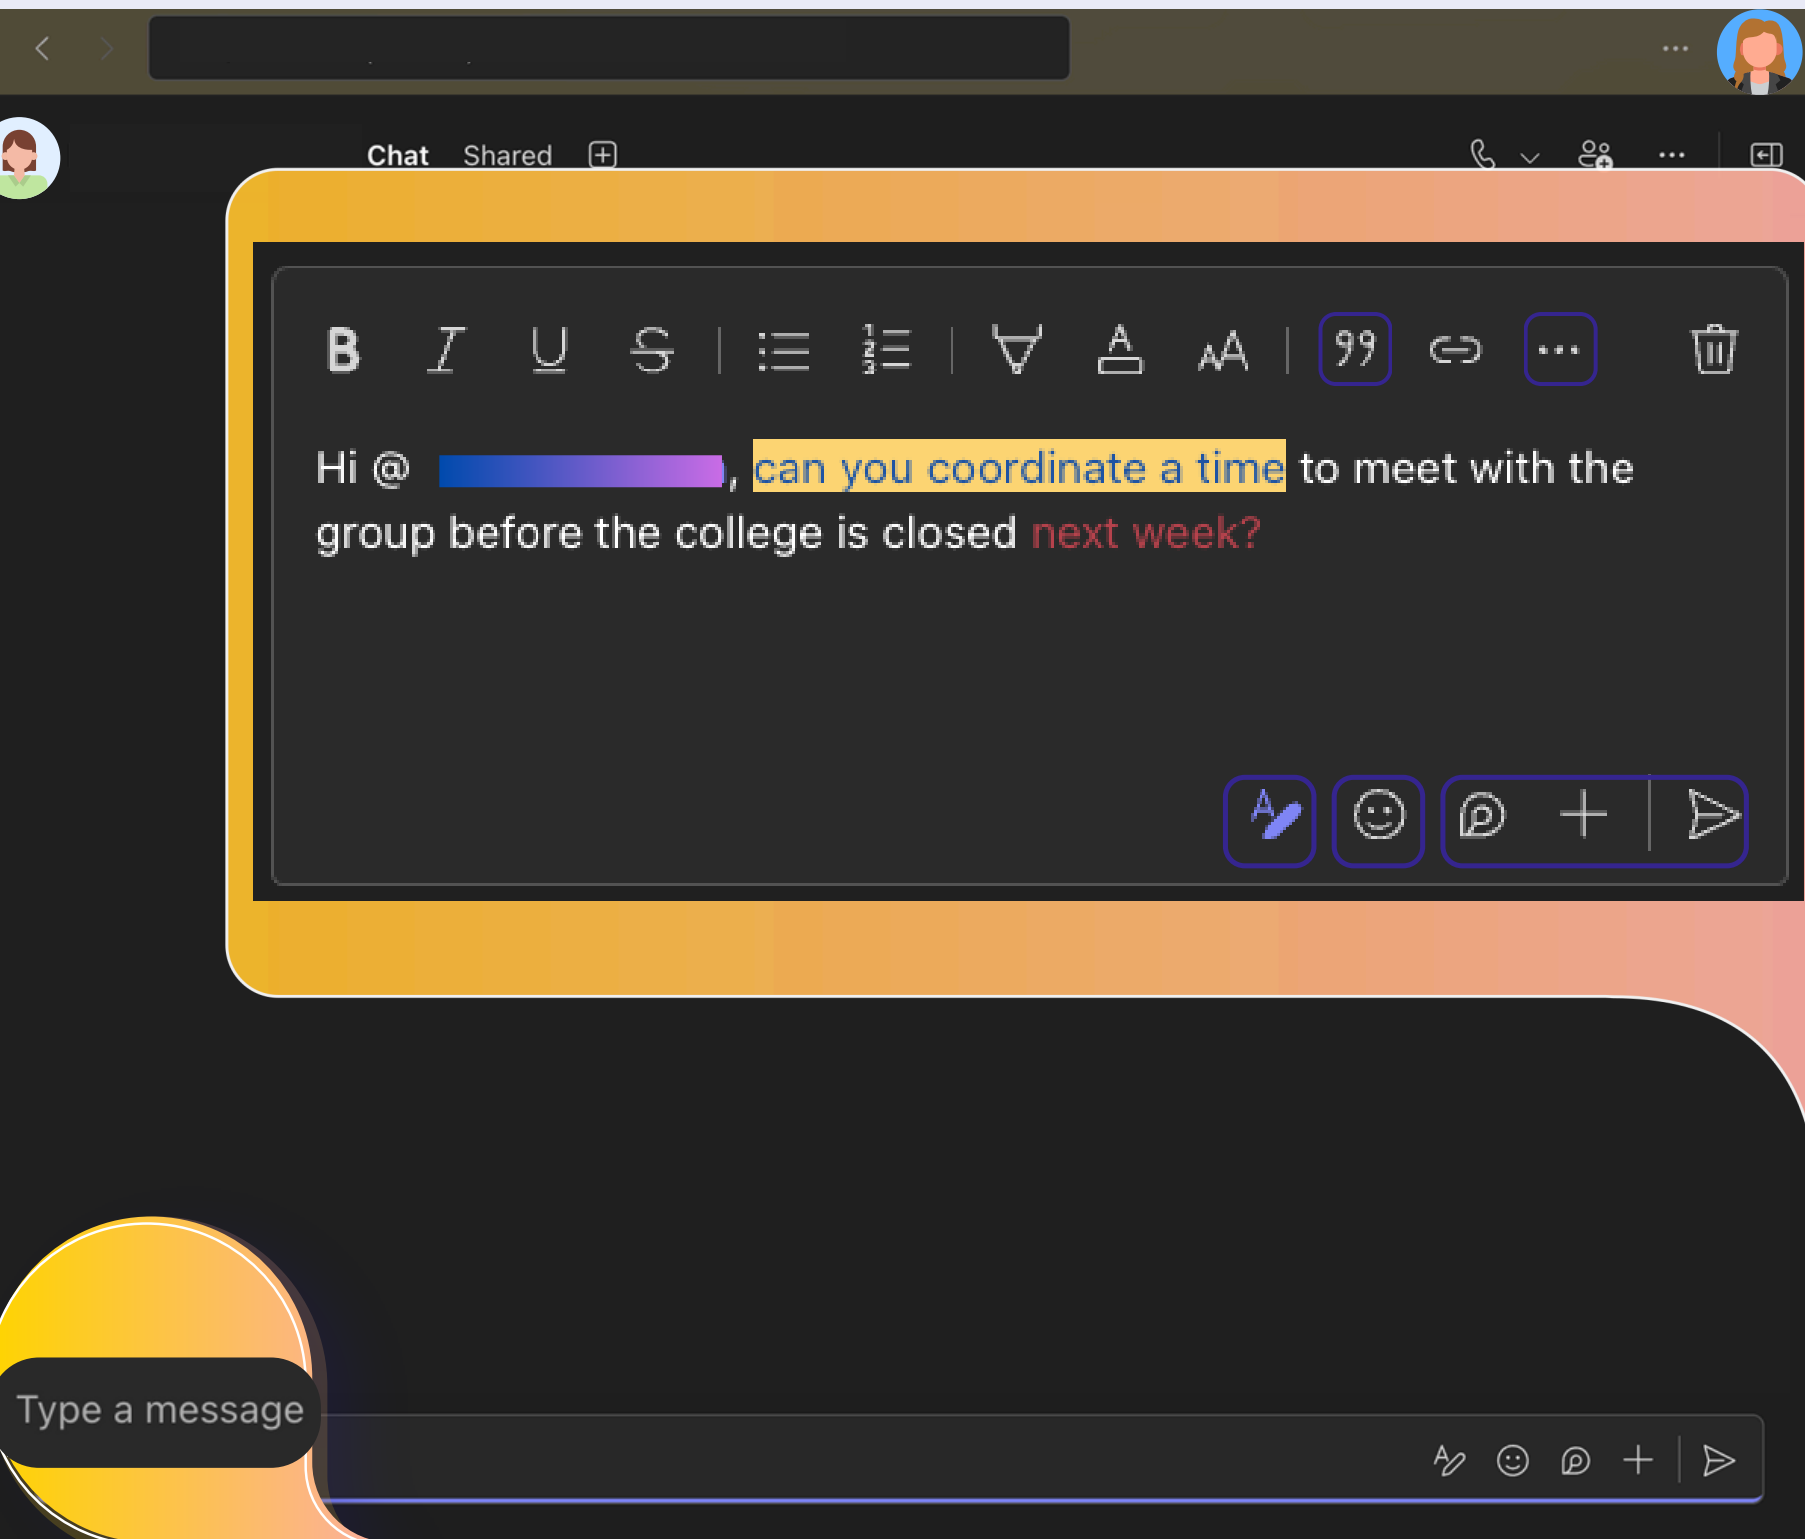 Chat Shared
Hi @ , can you coordinate a time to meet with the
group before the college is closed next week?
Type a message